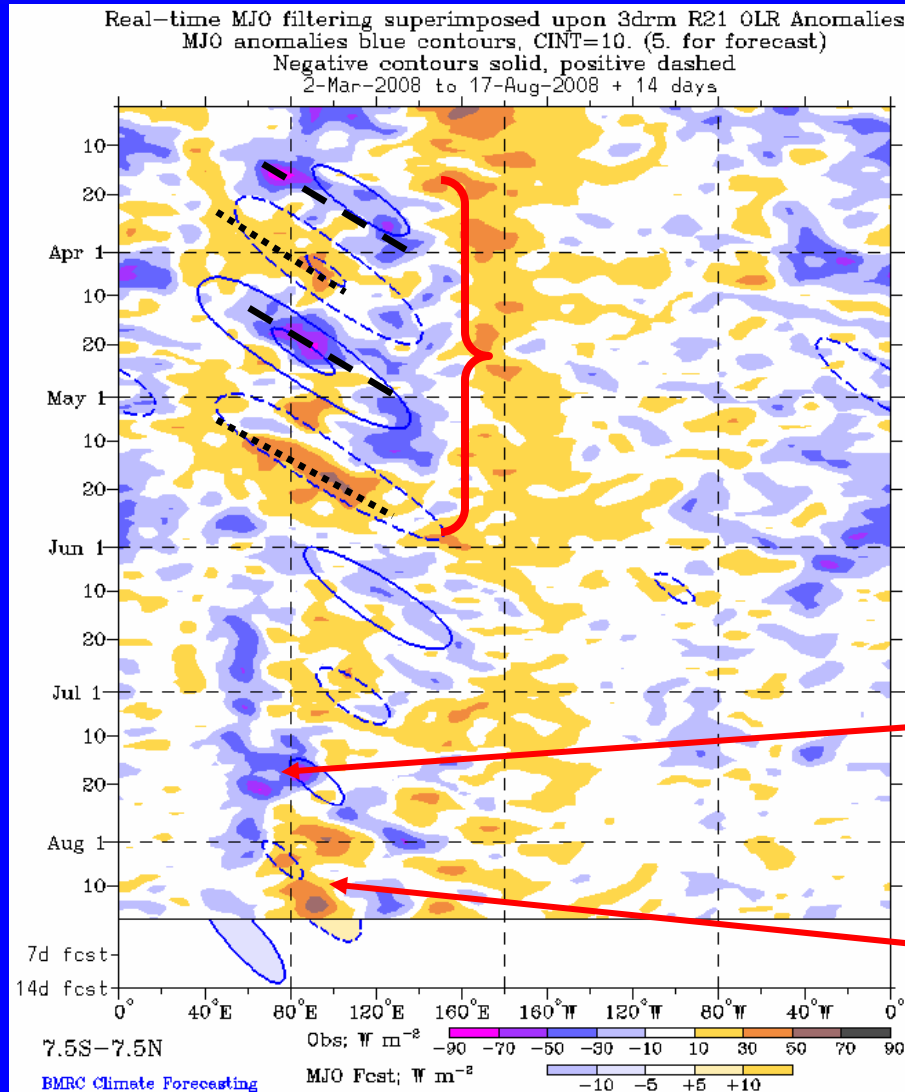 Real-time MJO filtering superimposed upon 3drm R21 OLR Anomalies
MJO anomalies blue contours, CINT=10. (5. for forecast)
Negative contours solid, positive dashed
2-Mar-2008 to 17-Aug-2008 + 14 days
10
20
Apr 1
10
20
May 1
10
20
Jun 1
10
20
Jul 1
10
20
Aug 1
10
7d fcst
14d fcst
0° 40°E 80°E 120°E 160°E 160°W 120°W 80°W 40°W 0°
7.5S-7.5N
Obs; W m-2
-90 -70 -50 -30 -10 10 30 50 70 90
MJO Fcst; W m-2
-10 -5 +5 +10
BMRC Climate Forecasting